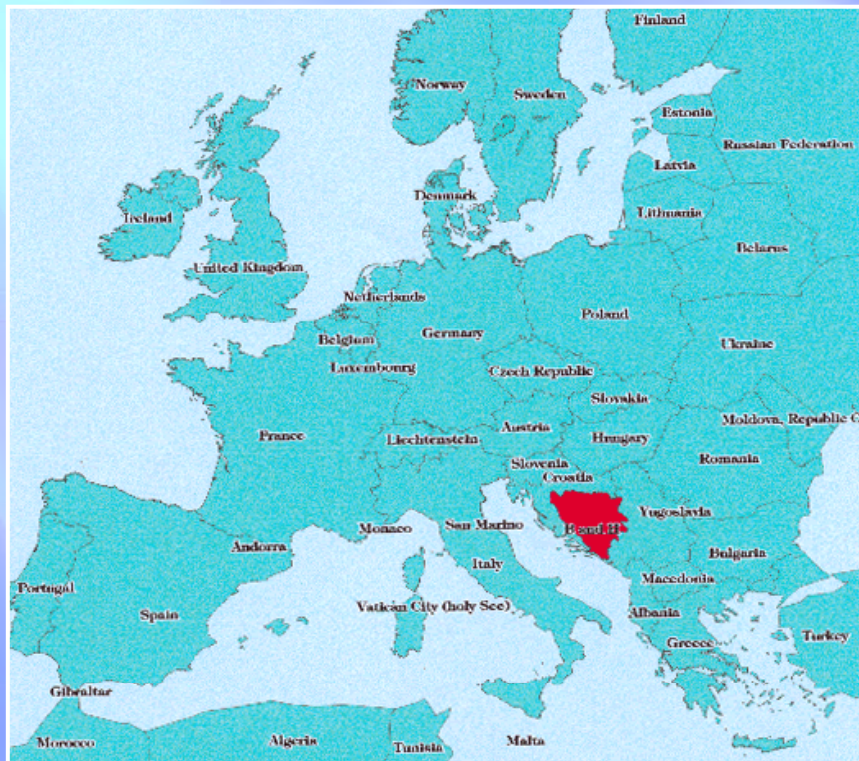 Finland
Norway
Sweden
Estonia
Russian Federation
Latvia
Denmark
Lithuania
Ireland
Belarus
United Kingdom
Netherlands
Poland
Germany
Belgium
Ukraine
Luxembourg
Czech Republic
Slovakia
Moldova, Republic O
Austria
France
Liechtenstein
Hungary
Romania
Slovenia
Croatia
Yugoslavia
Monaco
San Marino
B and H
Andorra
Bulgaria
Italy
Macedonia
Portugal
Vatican City (holy See)
Spain
Albania
Turkey
Greece
Gibraltar
Morocco
Algeria
Tunisia
Malta